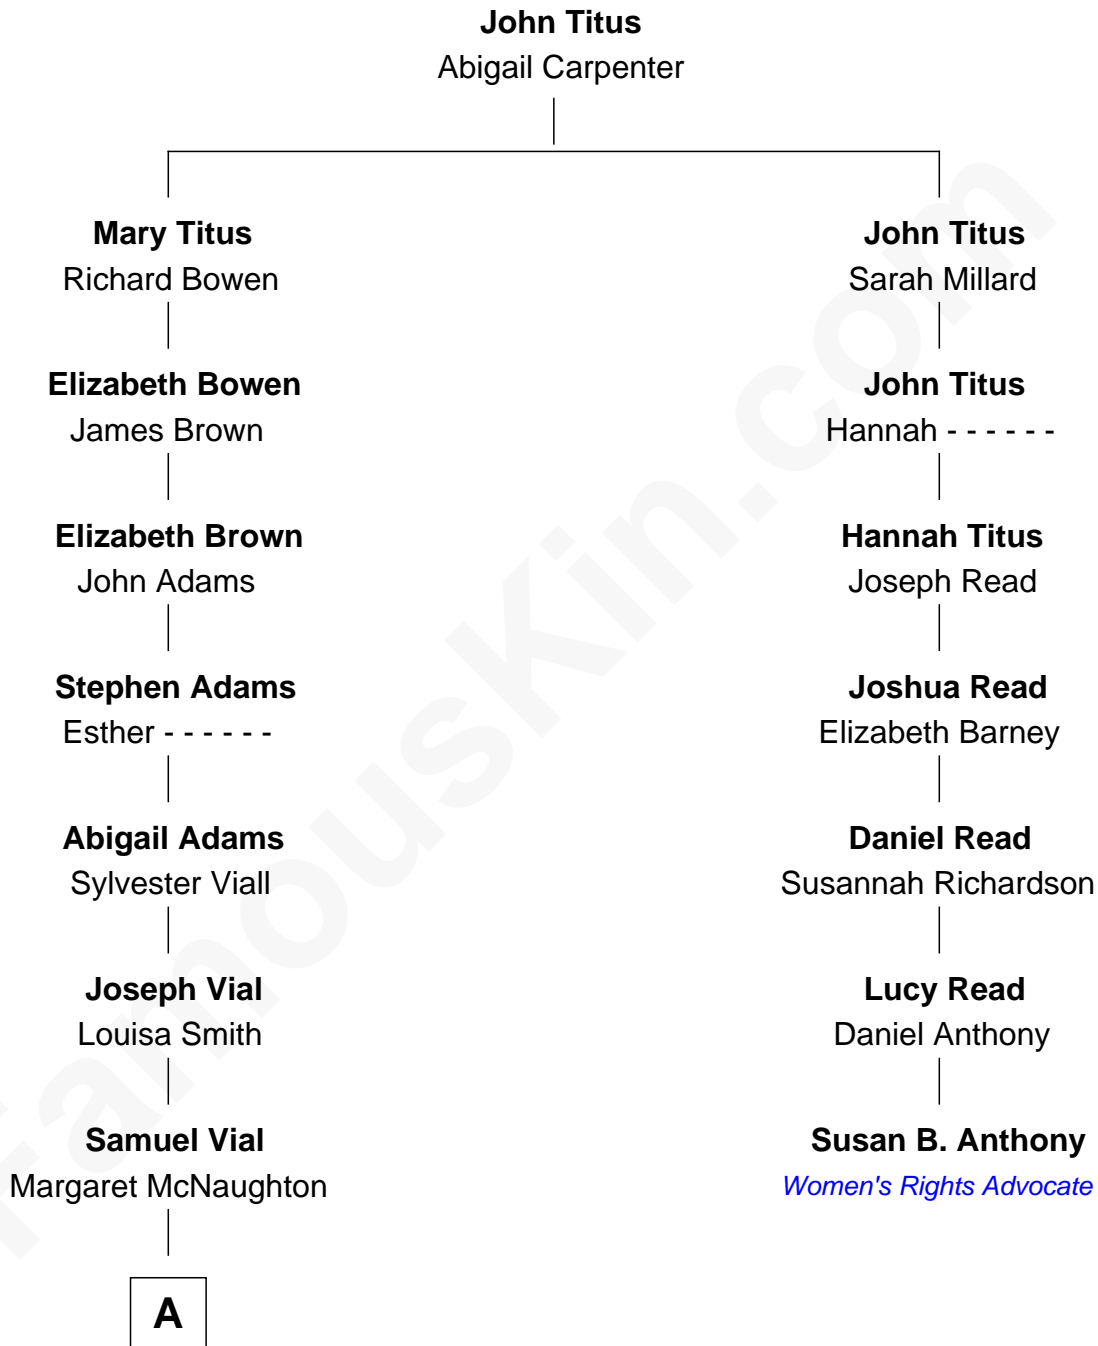 John Titus
Abigail Carpenter
Mary Titus
Richard Bowen
Elizabeth Bowen
James Brown
Elizabeth Brown
John Adams
Stephen Adams
Esther - - - - - -
Abigail Adams
Sylvester Viall
Joseph Vial
Louisa Smith
Samuel Vial
Margaret McNaughton
A
John Titus
Sarah Millard
John Titus
Hannah - - - - - -
Hannah Titus
Joseph Read
Joshua Read
Elizabeth Barney
Daniel Read
Susannah Richardson
Lucy Read
Daniel Anthony
Susan B. Anthony
Women's Rights Advocate
FamousKin.com